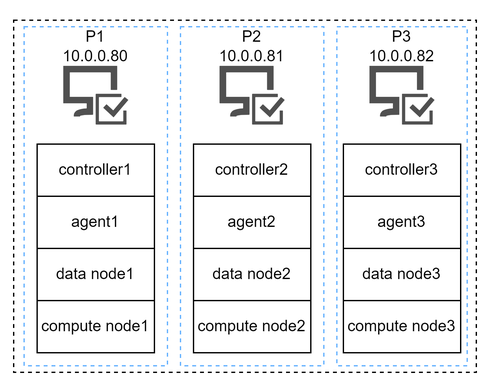 P1
10.0.0.80
controller1
agent1
data node1
compute node1
P2
10.0.0.81
controller2
agent2
data node2
compute node2
P3
10.0.0.82
controller3
agent3
data node3
compute node3